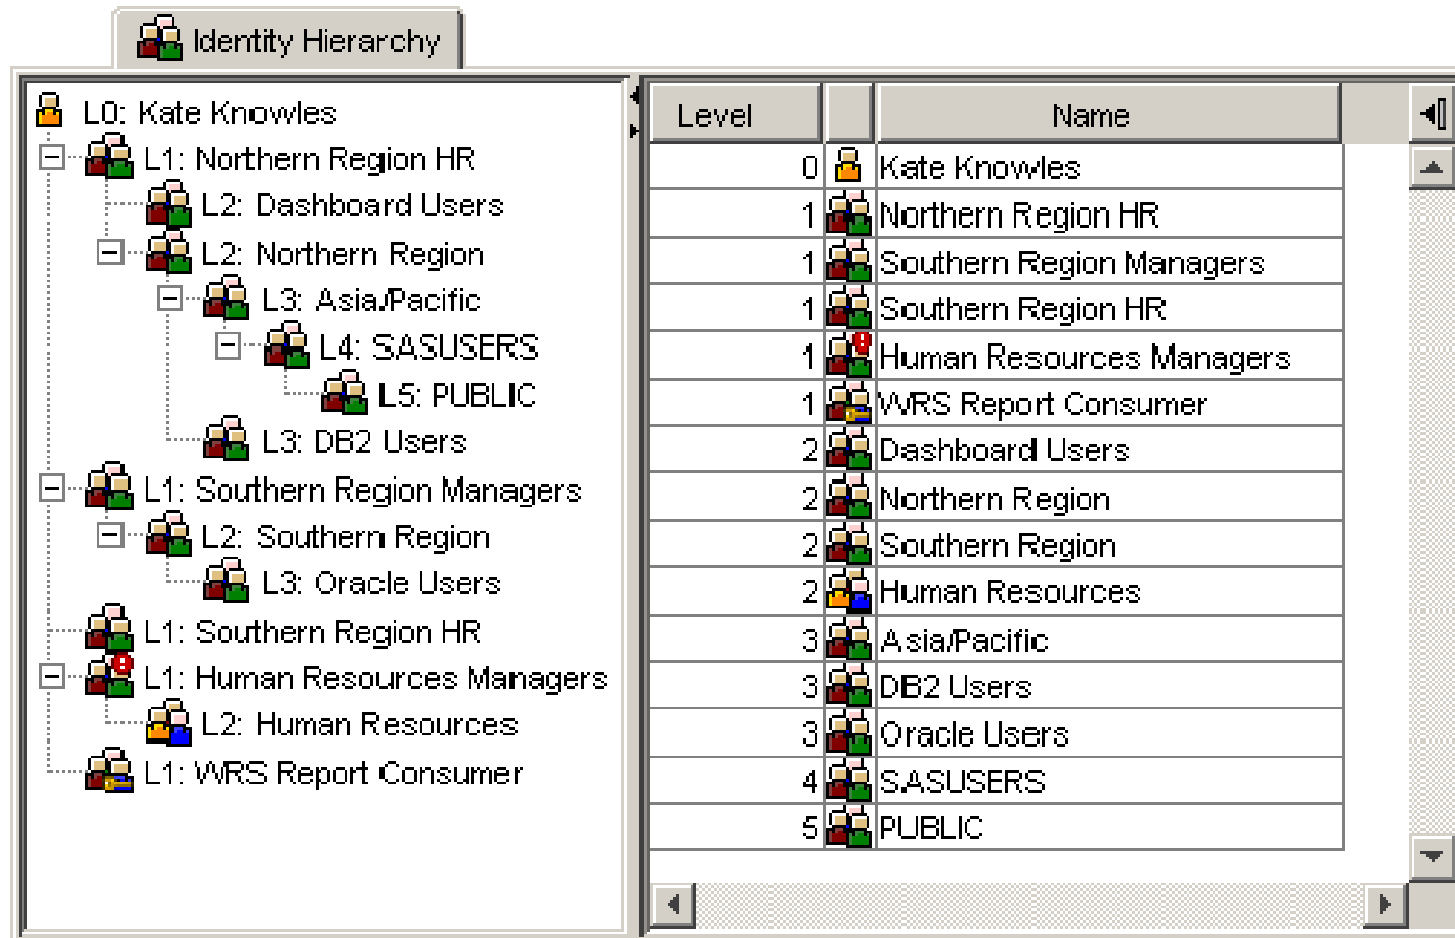 Identity Hierarchy
L0: Kate Knowles
L1: Northern Region HR
L2: Dashboard Users
L2: Northern Region
L3: Asia/Pacific
L4: SASUSERS
L5: PUBLIC
L3: DB2 Users
L1: Southern Region Managers
L2: Southern Region
L3: Oracle Users
L1: Southern Region HR
L1: Human Resources Managers
L2: Human Resources
L1: WRS Report Consumer
Level Name
0 Kate Knowles
1 Northern Region HR
1 Southern Region Managers
1 Southern Region HR
1 Human Resources Managers
1 WRS Report Consumer
2 Dashboard Users
2 Northern Region
2 Southern Region
2 Human Resources
3 Asia/Pacific
3 DB2 Users
3 Oracle Users
4 SASUSERS
5 PUBLIC